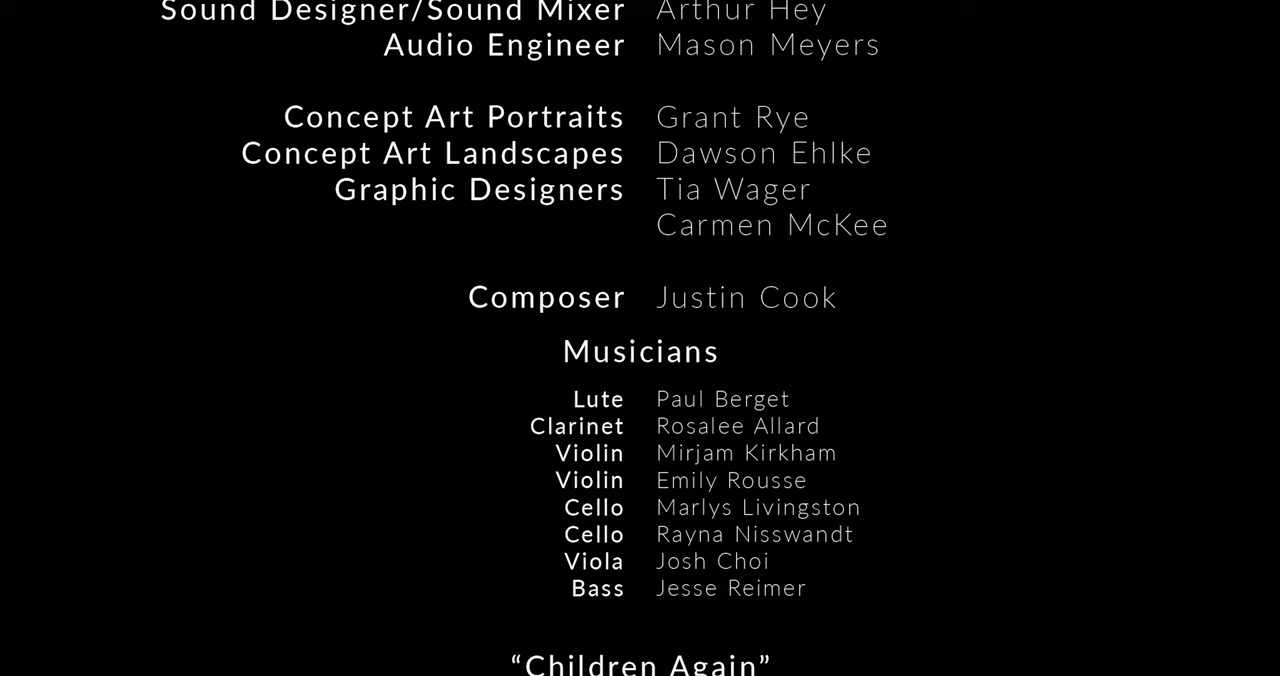 Sound Designer/Sound Mixer Arthur Hey
Audio Engineer Mason Meyers
Concept Art Portraits Grant Rye
Concept Art Landscapes Dawson Ehlke
Graphic Designers Tia Wager
Carmen McKee
Composer Justin Cook
Musicians
Lute Paul Berget
Clarinet Rosalee Allard
Violin Mirjam Kirkham
Violin Emily Rousse
Cello Marlys Livingston
Cello Rayna Nisswandt
Viola Josh Choi
Bass Jesse Reimer
“Children Again”